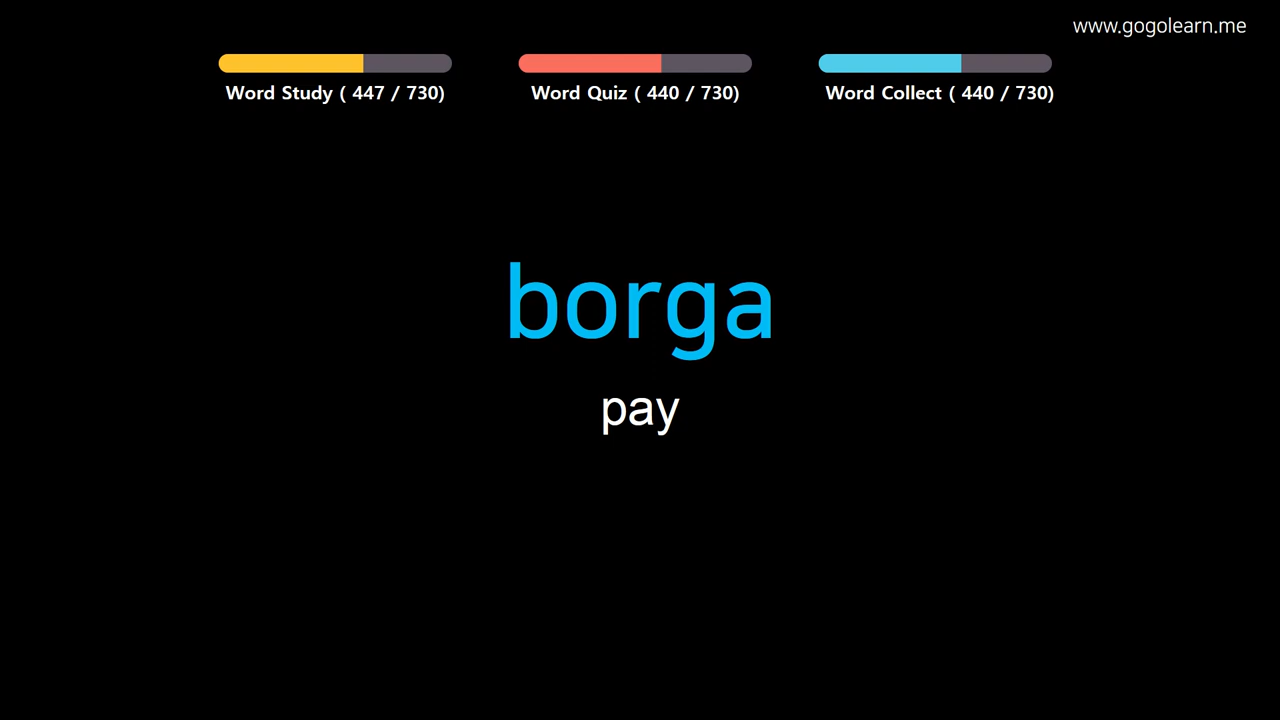 www.gogolearn.me
Word Study ( 447 / 730)
Word Quiz ( 440 / 730)
Word Collect ( 440 / 730)
borga
pay